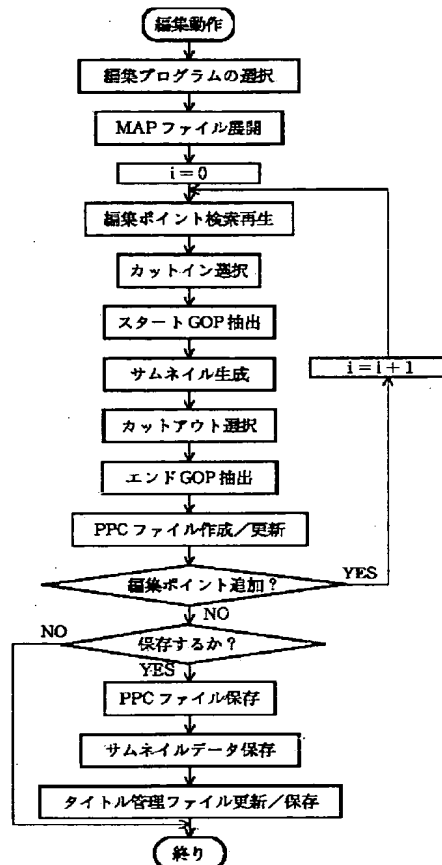 編集動作
編集プログラムの選択
MAPファイル展開
i=0
編集ポイント検索再生
カットイン選択
スタートGOP抽出
i=i+1
サムネイル生成
カットアウト選択
エンドGOP抽出
PPCファイル作成/更新
編集ポイント追加?
YES
NO
保存するか?
NO
YES
PPCファイル保存
サムネイルデータ保存
タイトル管理ファイル更新/保存
終り